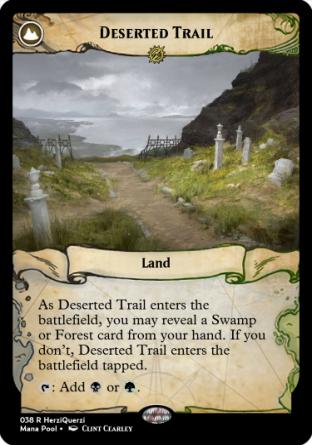 DESERTED TRAIL
Land
As Deserted Trail enters the
battlefield, you may reveal a Swamp
or Forest card from your hand. If you
don't, Deserted Trail enters the
battlefield tapped.
: Add or .
038 R HerziQuerzi
Mana Pool • CLINT CEARLEY